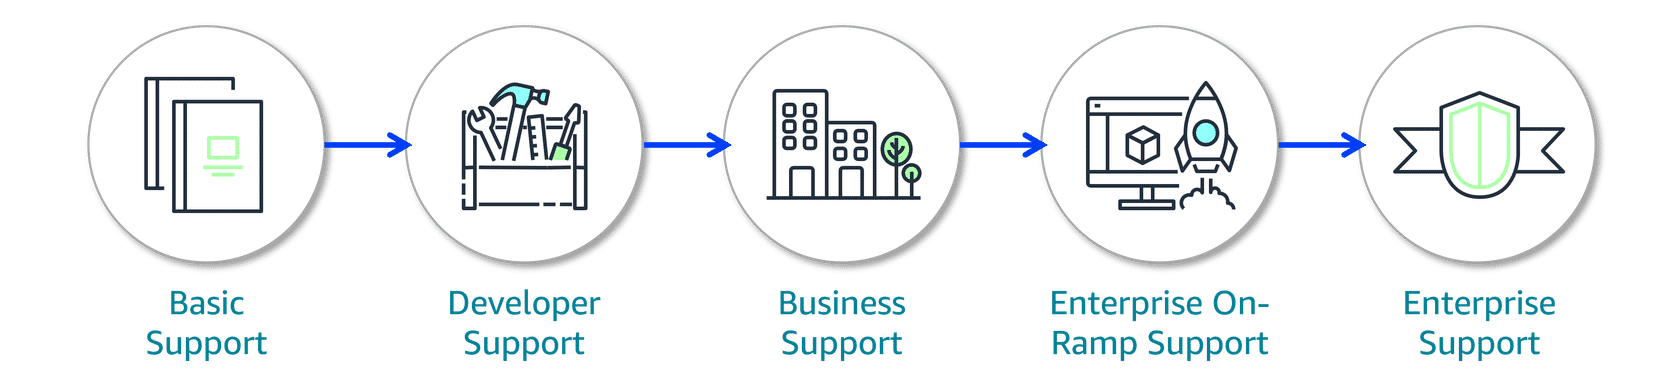 Basic
Support
Developer
Support
Business
Support
Enterprise On-
Ramp Support
Enterprise
Support